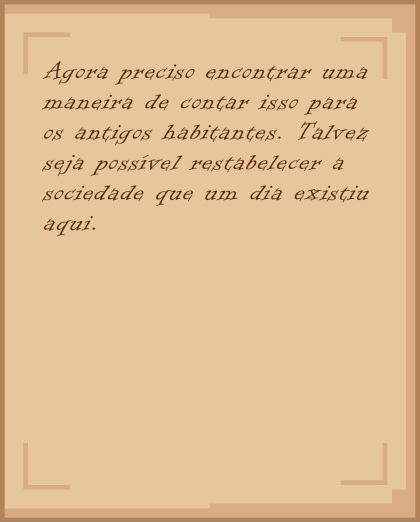 Agora preciso encontrar uma
maneira de contar isso para
os antigos habitantes. Talvez
seja possível restabelecer a
sociedade que um dia existiu
aqui.